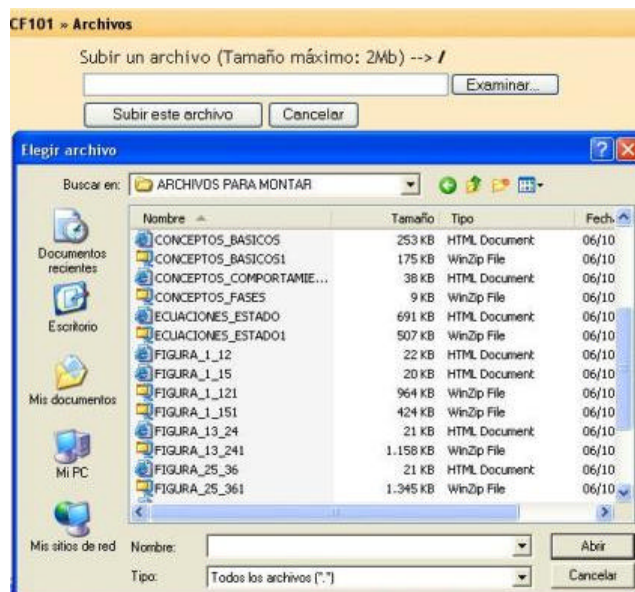 CF101 » Archivos
Subir un archivo (Tamaño máximo: 2Mb) --> /
Examinar...
Subir este archivo Cancelar
Elegir archivo
Buscar en: ARCHIVOS PARA MONTAR
Nombre Tamaño Tipo Fech
CONCEPTOS_BASICOS 253 KB HTML Document 06/10
CONCEPTOS_BASICOS1 175 KB WinZip File 06/10
CONCEPTOS_COMPORTAMIE... 38 KB HTML Document 06/10
CONCEPTOS_FASES 9 KB WinZip File 06/10
ECUACIONES_ESTADO 691 KB HTML Document 06/10
ECUACIONES_ESTADO1 507 KB WinZip File 06/10
FIGURA_1_12 22 KB HTML Document 06/10
FIGURA_1_15 20 KB HTML Document 06/10
FIGURA_1_121 964 KB WinZip File 06/10
FIGURA_1_151 424 KB WinZip File 06/10
FIGURA_13_24 21 KB HTML Document 06/10
FIGURA_13_241 1.158 KB WinZip File 06/10
FIGURA_25_36 21 KB HTML Document 06/10
FIGURA_25_361 1.345 KB WinZip File 06/10
Documentos
recientes
Escritorio
Mis documentos
Mi PC
Mis sitios de red
Nombre: Abrir
Tipo: Todos los archivos ("*.*") Cancelar